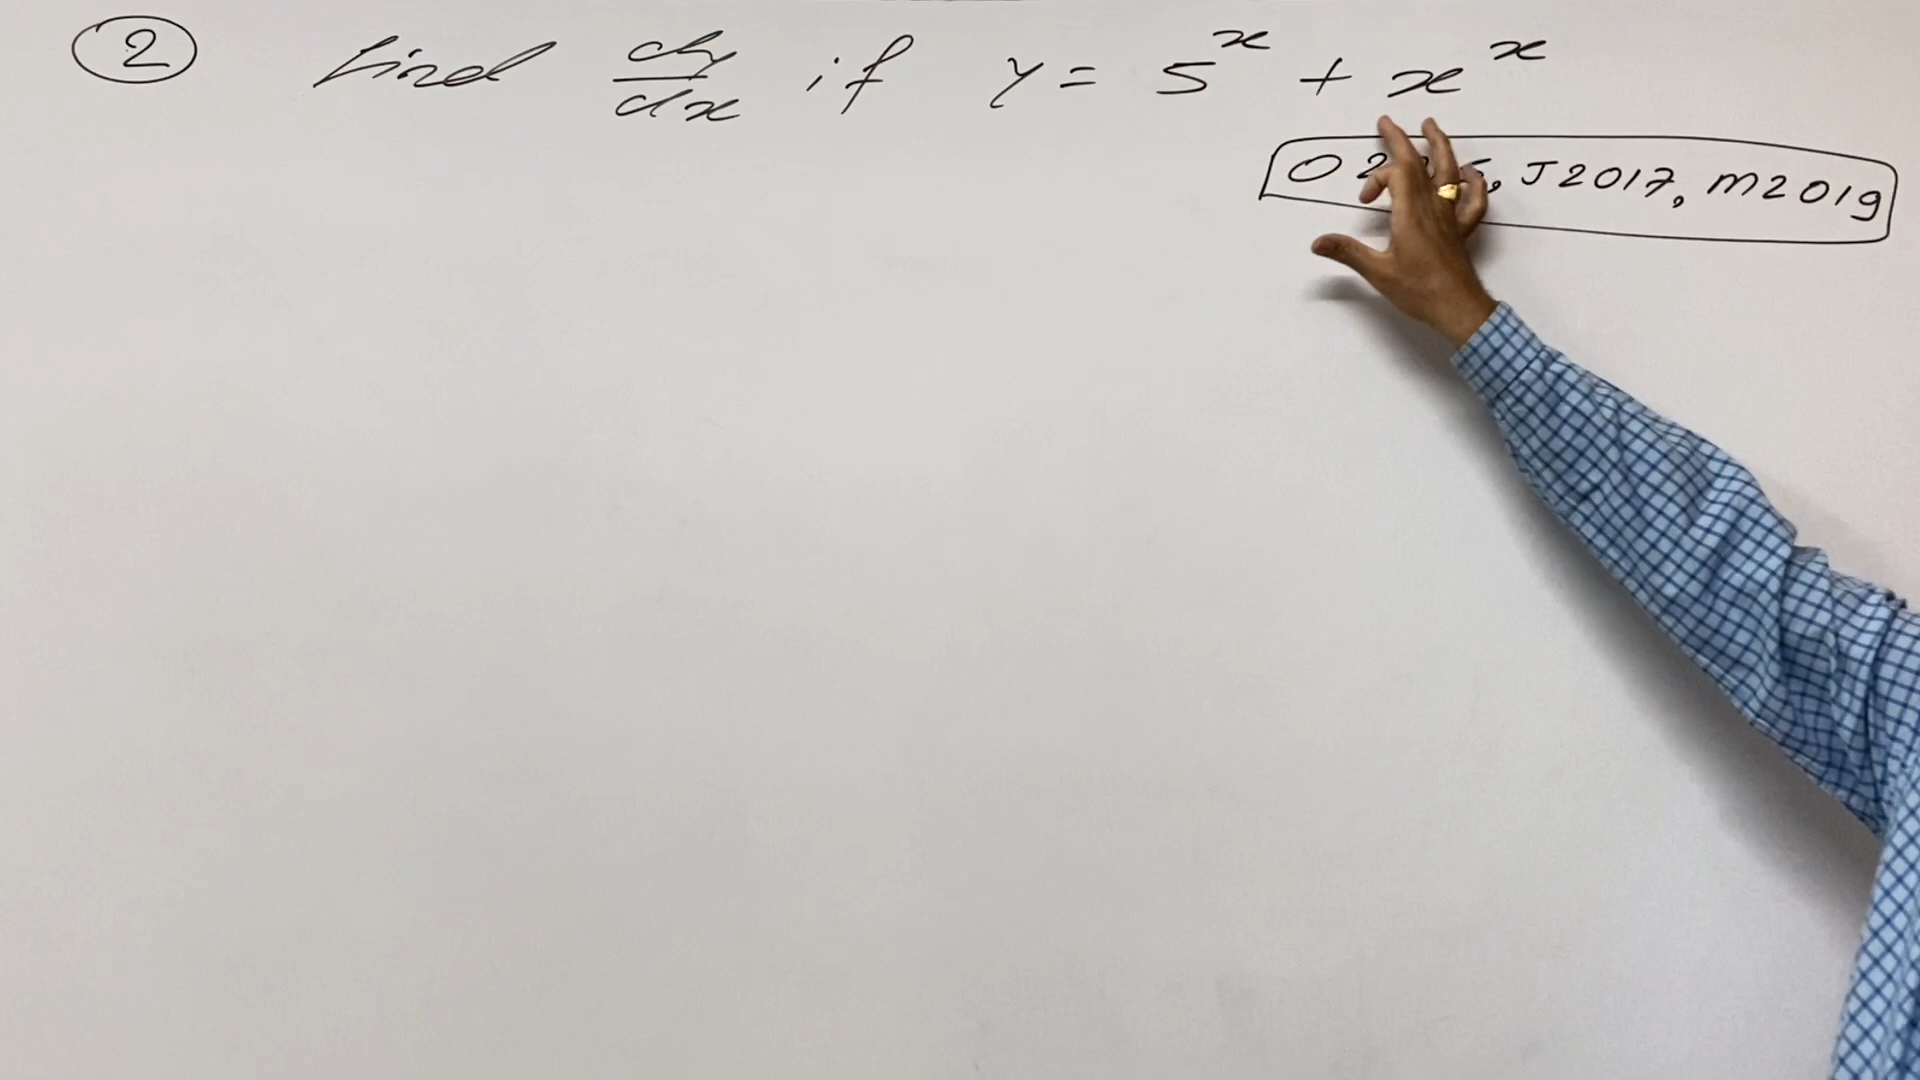 2 find dy/dx if y = 5^x + x^x
J2017, M2019